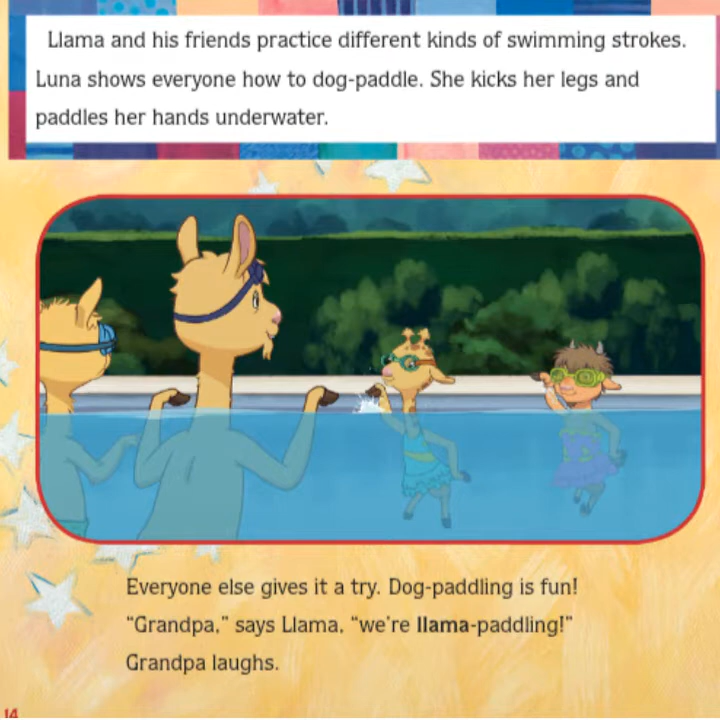 Llama and his friends practice different kinds of swimming strokes.
Luna shows everyone how to dog-paddle. She kicks her legs and
paddles her hands underwater.
Everyone else gives it a try. Dog-paddling is fun!
“Grandpa,” says Llama, “we’re llama-paddling!”
Grandpa laughs.
14